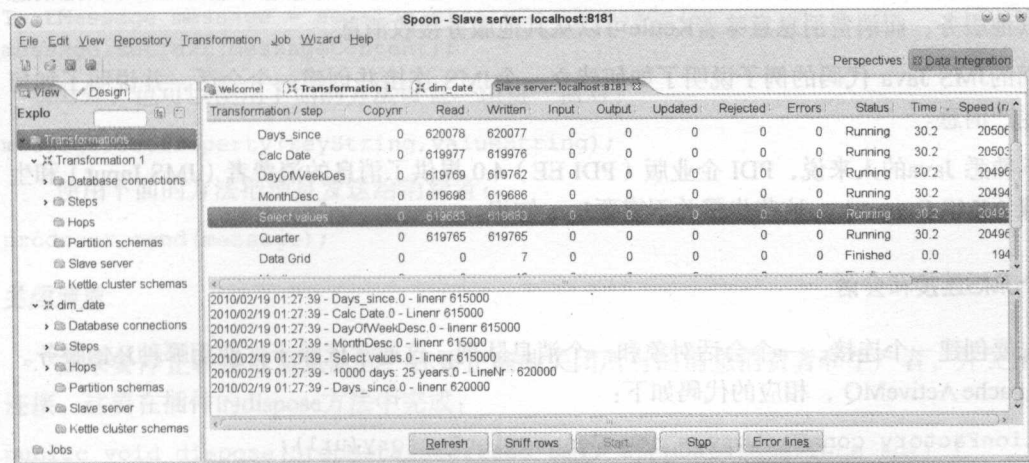 Spoon - Slave server: localhost:8181
File Edit View Repository Transformation Job Wizard Help
Perspectives: Data Integration
View Design
Welcome! Transformation 1 dim_date Slave server: localhost:8181
Explo
Transformations
Transformation 1
Database connections
Steps
Hops
Partition schemas
Slave server
Kettle cluster schemas
dim_date
Database connections
Steps
Hops
Partition schemas
Slave server
Kettle cluster schemas
Jobs
Transformation / step Copynr Read Written Input Output Updated Rejected Errors Status Time Speed (r/
Days_since 0 620078 620077 0 0 0 0 0 Running 30.2 20506
Calc Date 0 619977 619976 0 0 0 0 0 Running 30.2 20503
DayOfWeekDes 0 619769 619762 0 0 0 0 0 Running 30.2 20496
MonthDesc 0 619698 619686 0 0 0 0 0 Running 30.2 20494
Select values 0 619683 619683 0 0 0 0 0 Running 30.2
Quarter 0 619765 619765 0 0 0 0 0 Running 30.2 20496
Data Grid 0 0 7 0 0 0 0 0 Finished 0.0 194
2010/02/19 01:27:39 - Days_since.0 - linenr 615000
2010/02/19 01:27:39 - Calc Date.0 - Linenr 615000
2010/02/19 01:27:39 - DayOfWeekDesc.0 - linenr 615000
2010/02/19 01:27:39 - MonthDesc.0 - linenr 615000
2010/02/19 01:27:39 - Select values.0 - linenr 615000
2010/02/19 01:27:39 - 10000 days: 25 years.0 - LineNr : 620000
2010/02/19 01:27:39 - Days_since.0 - linenr 620000
Refresh Sniff rows Start Stop Error lines